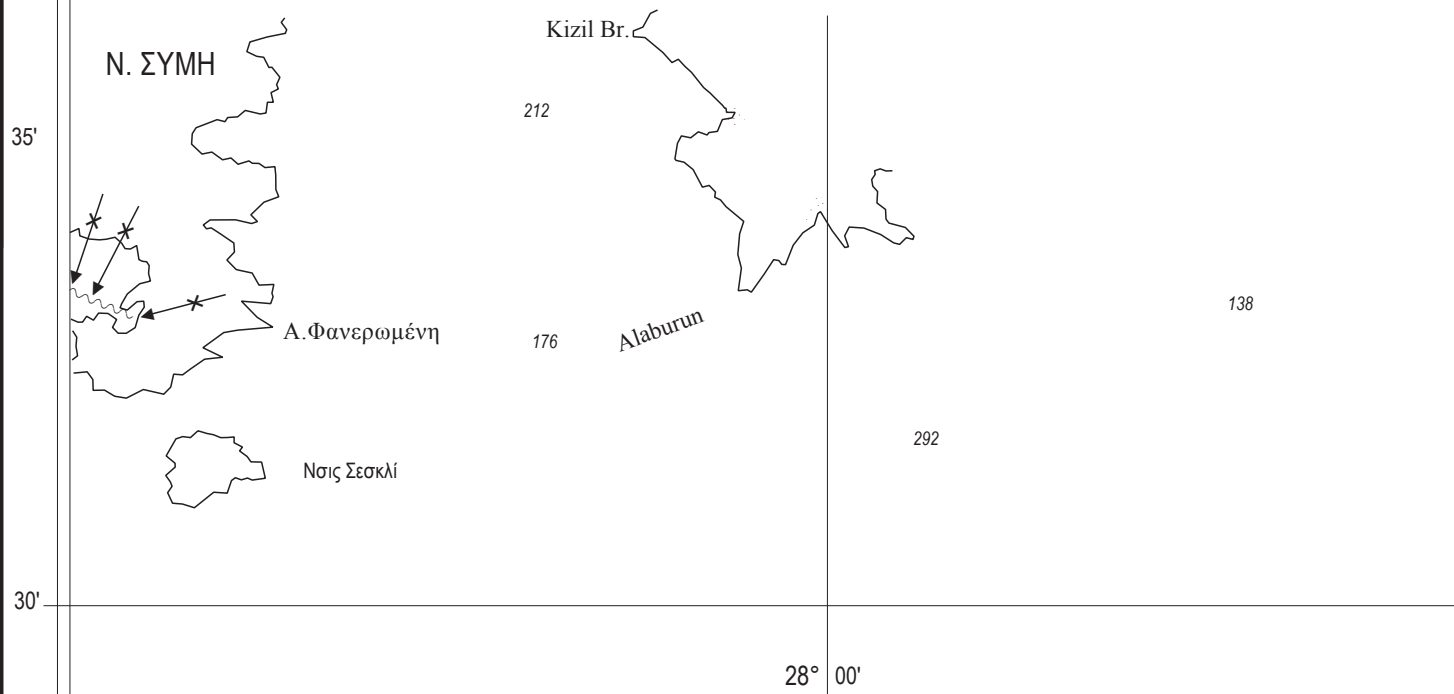 Kizil Br.
Ν. ΣΥΜΗ
212
35'
138
Α.Φανερωμένη
176
Alaburun
292
Νσις Σεσκλί
30'
28° 00'